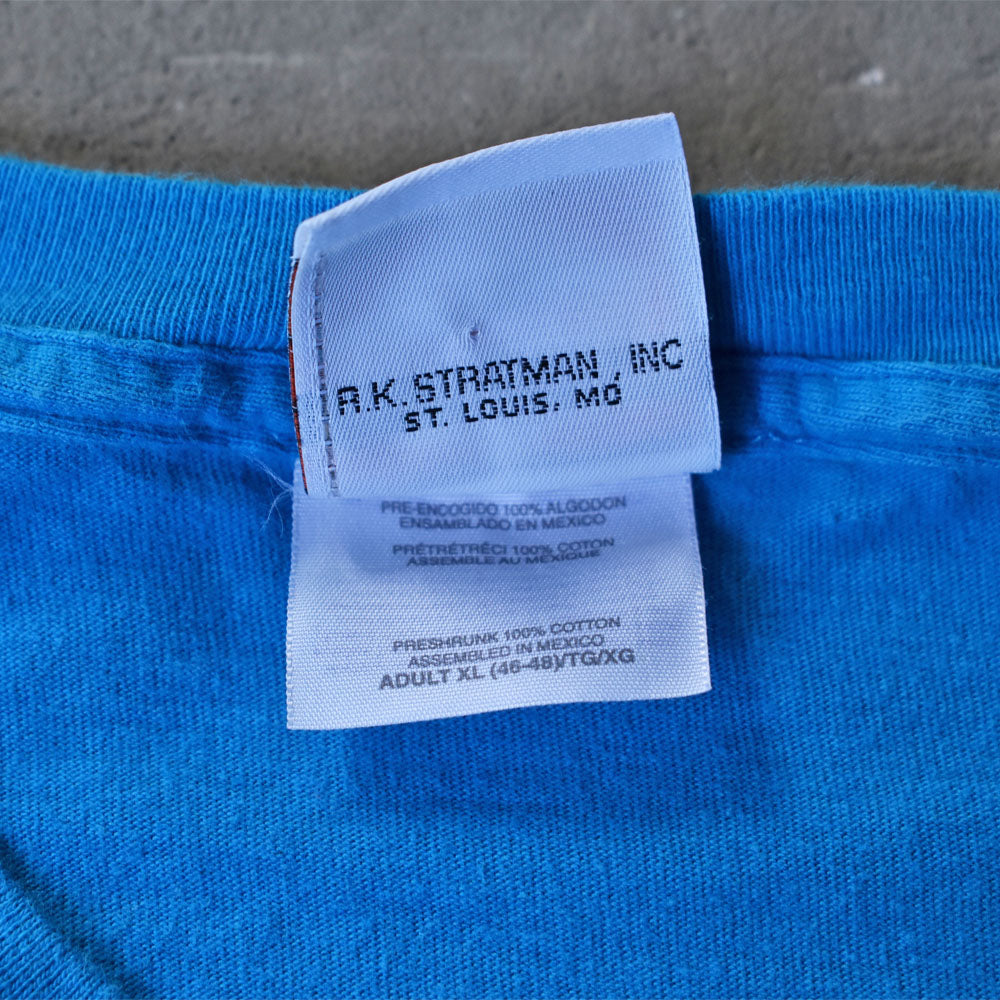 R.K. STRATMAN, INC
ST. LOUIS, MO
PRE-ENCOGIDO 100% ALGODON
ENSAMBLADO EN MEXICO
PRÉTRÉTRÉCI 100% COTON
ASSEMBLE AU MEXIQUE
PRESHRUNK 100% COTTON
ASSEMBLED IN MEXICO
ADULT XL (46-48)/TG/XG